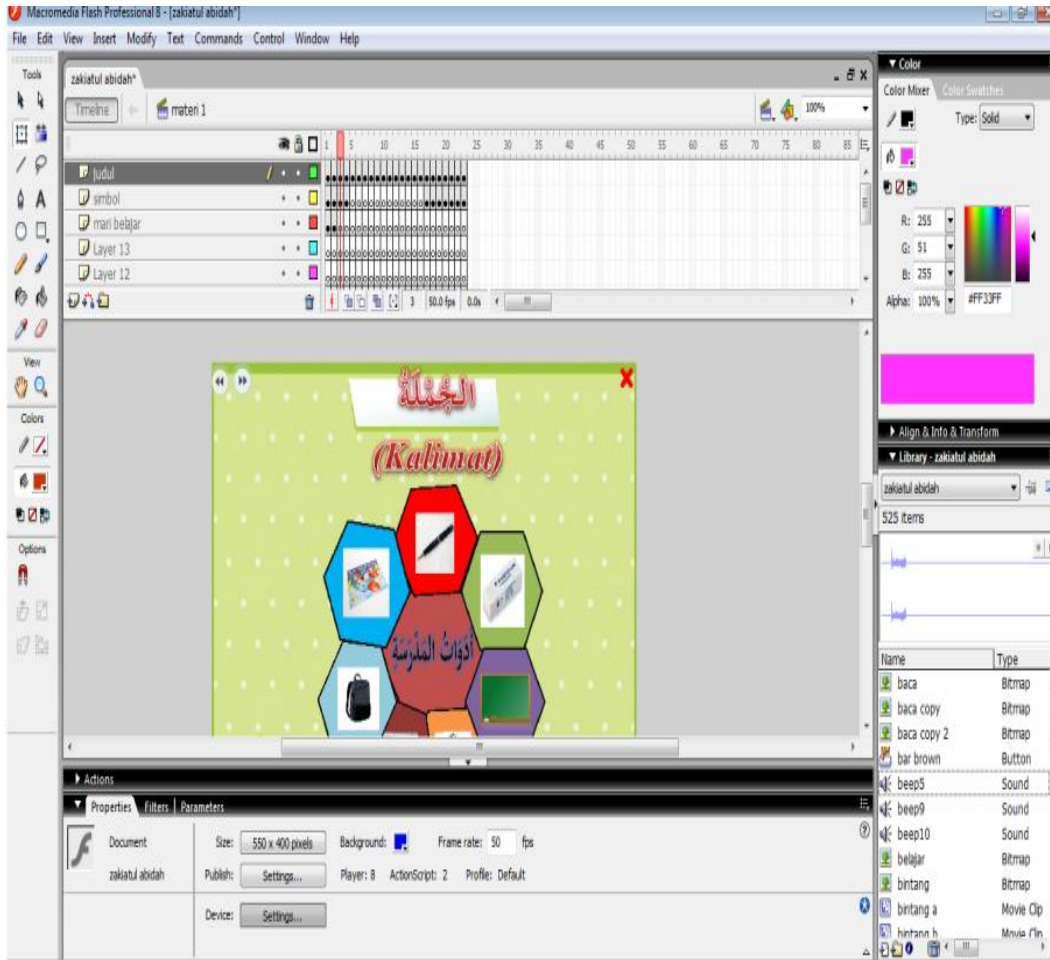 Macromedia Flash Professional 8 - [zakiatul abidah*]
File Edit View Insert Modify Text Commands Control Window Help
Tools
View
Colors
Options
zakiatul abidah*
Timeline materi 1 100%
1 5 10 15 20 25 30 35 40 45 50 55 60 65 70 75 80 85
judul
simbol
mari belajar
Layer 13
Layer 12
3 50.0 fps 0.0s
الْجُمْلَةُ
(Kalimat)
أَدَوَاتُ المَدْرَسَةِ
Actions
Properties Filters Parameters
Document
zakiatul abidah
Size: 550 x 400 pixels Background: Frame rate: 50 fps
Publish: Settings... Player: 8 ActionScript: 2 Profile: Default
Device: Settings...
Color
Color Mixer Color Swatches
Type: Solid
R: 255
G: 51
B: 255
Alpha: 100% #FF33FF
Align & Info & Transform
Library - zakiatul abidah
zakiatul abidah
525 items
Name Type
baca Bitmap
baca copy Bitmap
baca copy 2 Bitmap
bar brown Button
beep5 Sound
beep9 Sound
beep10 Sound
belajar Bitmap
bintang Bitmap
bintang a Movie Clip
bintang b Movie Clip